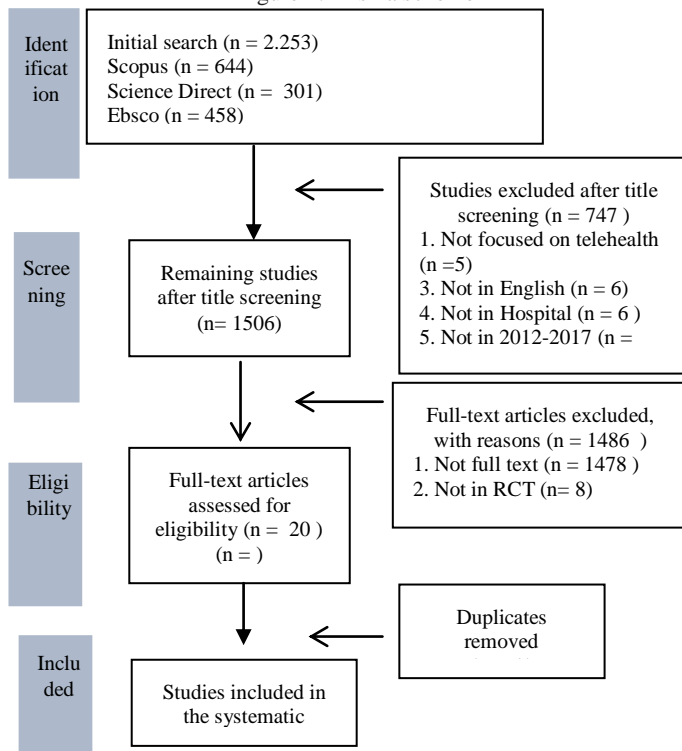 Ident
ificat
ion
Initial search (n = 2.253)
Scopus (n = 644)
Science Direct (n =  301)
Ebsco (n = 458)
Studies excluded after title
screening (n = 747 )
1. Not focused on telehealth
(n =5)
3. Not in English (n = 6)
4. Not in Hospital (n = 6 )
5. Not in 2012-2017 (n =
Scree
ning
Remaining studies
after title screening
(n= 1506)
Full-text articles excluded,
with reasons (n = 1486  )
1. Not full text (n = 1478 )
2. Not in RCT (n= 8)
Eligi
bility
Full-text articles
assessed for
eligibility (n =  20 )
(n = )
Duplicates
removed
Inclu
ded
Studies included in
the systematic